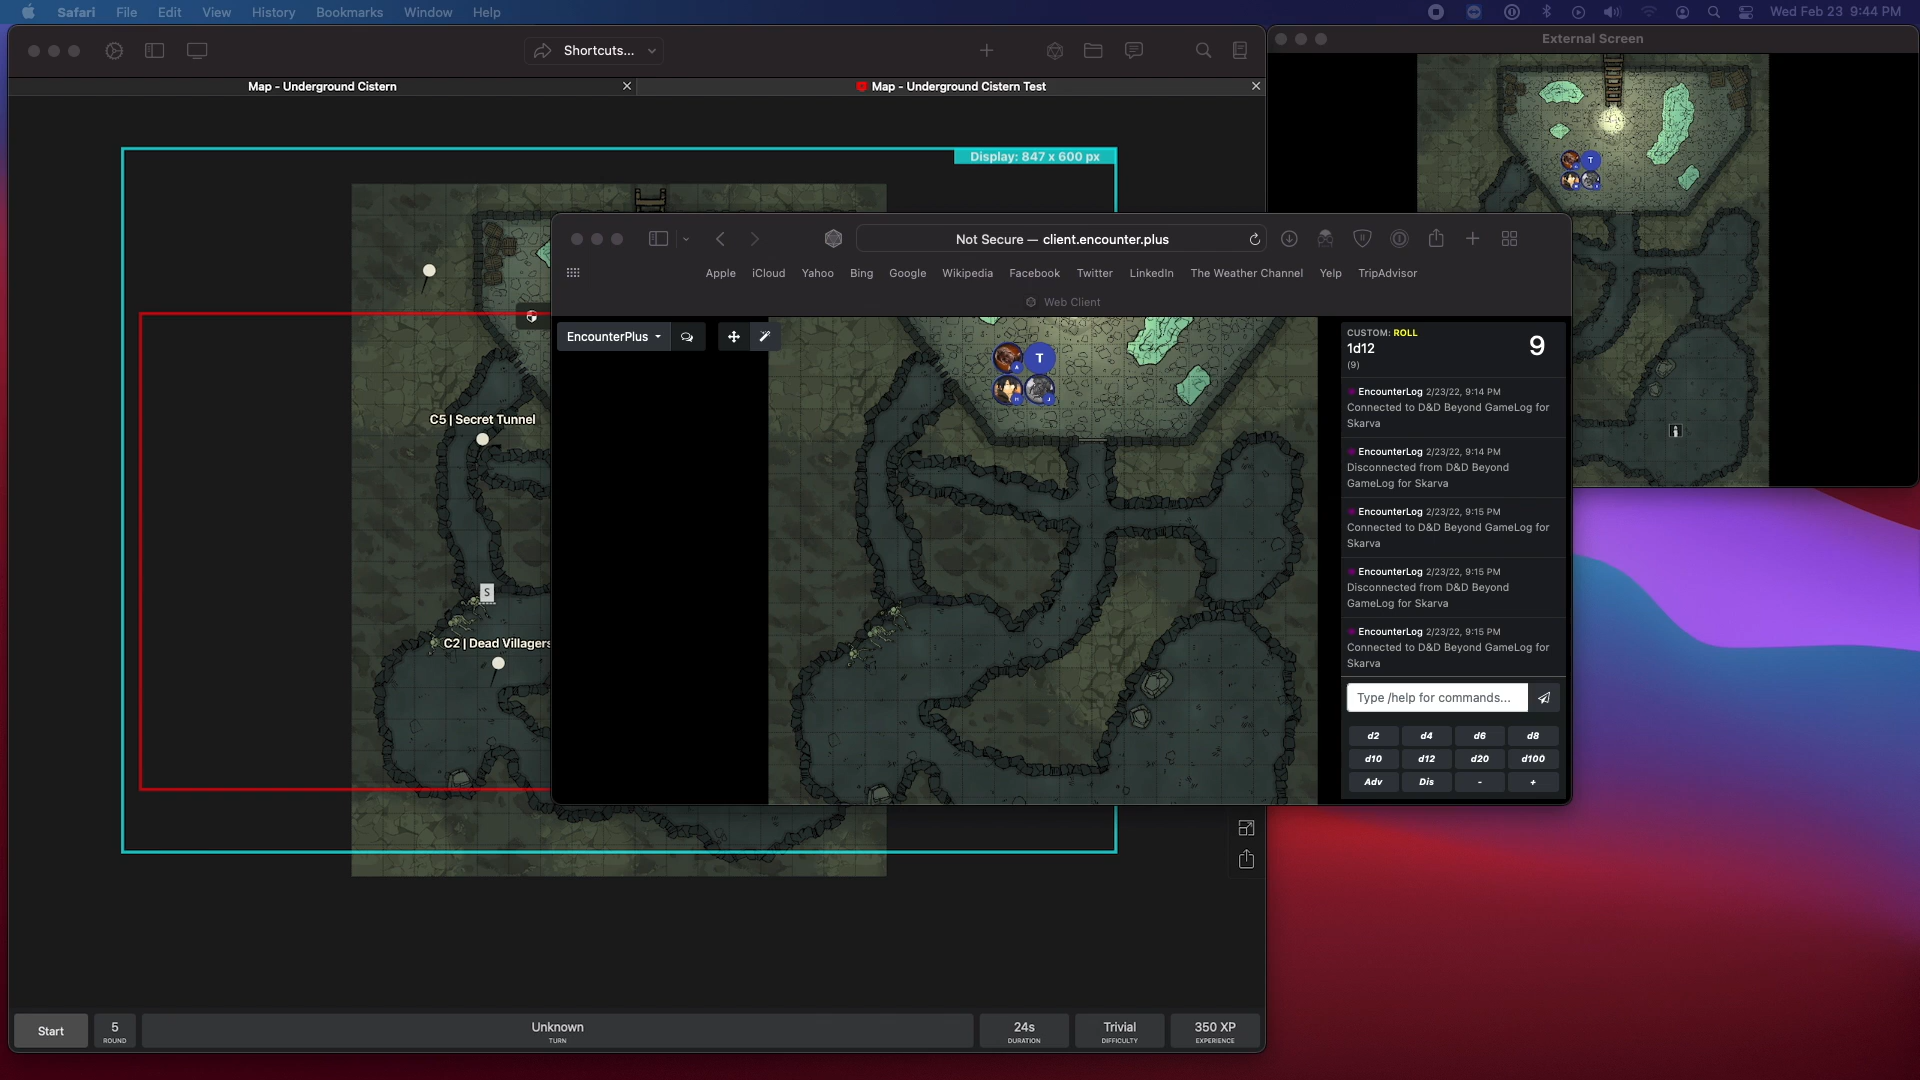 Safari File Edit View History Bookmarks Window Help
Wed Feb 23 9:44 PM
Shortcuts...
External Screen
Map - Underground Cistern
Map - Underground Cistern Test
Display: 847 x 600 px
T
Not Secure — client.encounter.plus
Apple iCloud Yahoo Bing Google Wikipedia Facebook Twitter LinkedIn The Weather Channel Yelp TripAdvisor
Web Client
EncounterPlus
T
CUSTOM: ROLL
1d12
(9)
9
EncounterLog 2/23/22, 9:14 PM
Connected to D&D Beyond GameLog for
Skarva
EncounterLog 2/23/22, 9:14 PM
Disconnected from D&D Beyond
GameLog for Skarva
EncounterLog 2/23/22, 9:15 PM
Connected to D&D Beyond GameLog for
Skarva
EncounterLog 2/23/22, 9:15 PM
Disconnected from D&D Beyond
GameLog for Skarva
EncounterLog 2/23/22, 9:15 PM
Connected to D&D Beyond GameLog for
Skarva
C5 | Secret Tunnel
S
C2 | Dead Villagers
Type /help for commands...
d2 d4 d6 d8
d10 d12 d20 d100
Adv Dis - +
Start
5
ROUND
Unknown
TURN
24s
DURATION
Trivial
DIFFICULTY
350 XP
EXPERIENCE